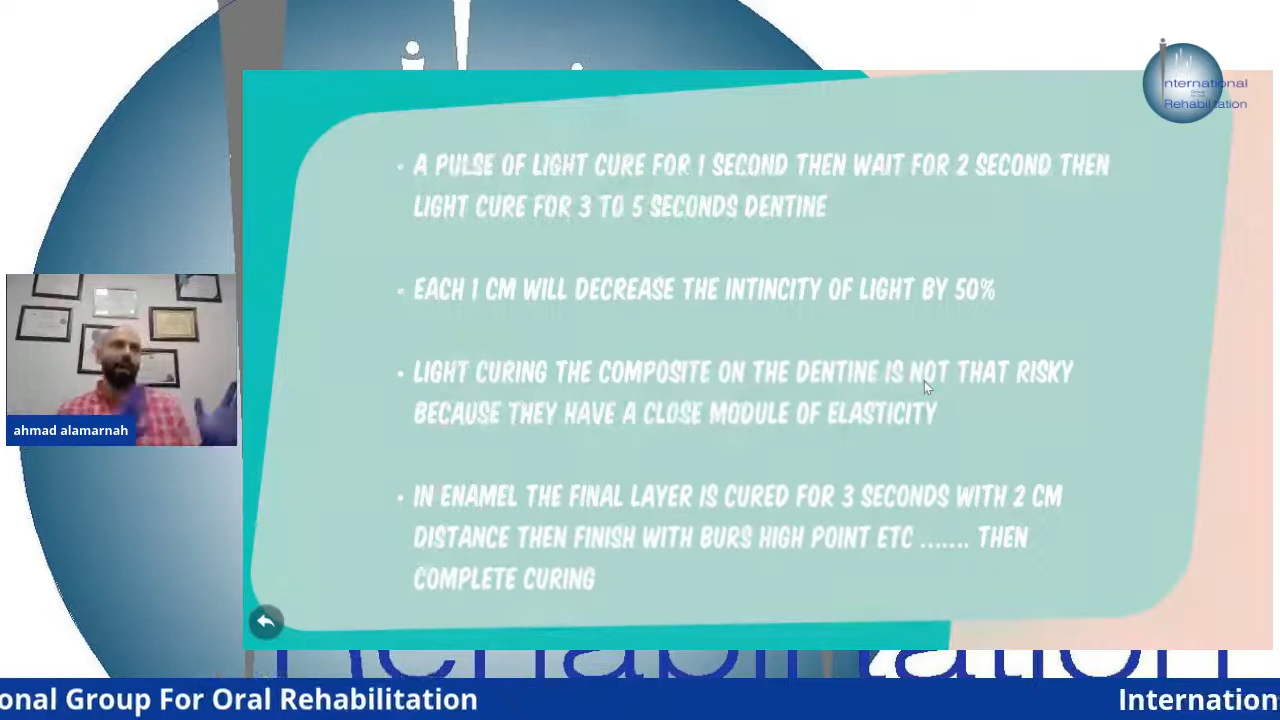 International
Rehabilitation
• A PULSE OF LIGHT CURE FOR 1 SECOND THEN WAIT FOR 2 SECOND THEN
LIGHT CURE FOR 3 TO 5 SECONDS DENTINE
• EACH 1 CM WILL DECREASE THE INTINCITY OF LIGHT BY 50%
• LIGHT CURING THE COMPOSITE ON THE DENTINE IS NOT THAT RISKY
BECAUSE THEY HAVE A CLOSE MODULE OF ELASTICITY
• IN ENAMEL THE FINAL LAYER IS CURED FOR 3 SECONDS WITH 2 CM
DISTANCE THEN FINISH WITH BURS HIGH POINT ETC ....... THEN
COMPLETE CURING
ahmad alamarnah
Rehabilitation
onal Group For Oral Rehabilitation
Internation